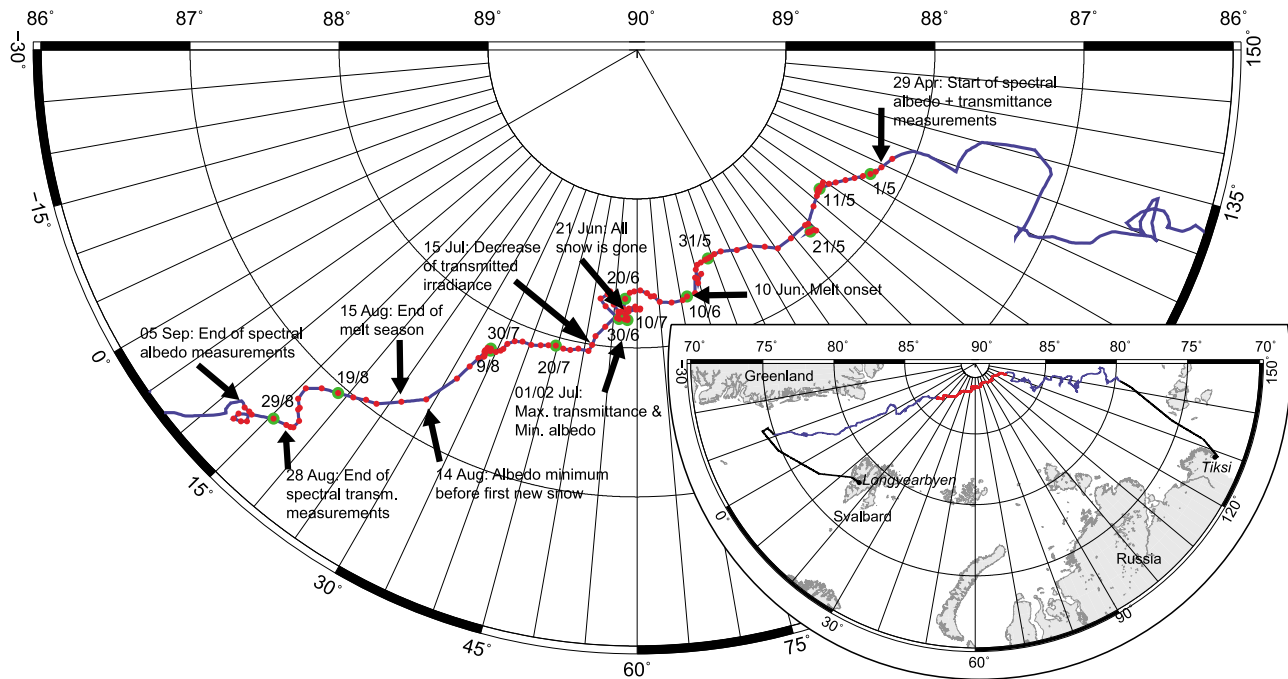 86˚ 87˚ 88˚ 89˚ 90˚ 89˚ 88˚ 87˚ 86˚
−30˚
150˚
29 Apr: Start of spectral
albedo + transmittance
measurements
1/5
11/5
135˚
−15˚
21 Jun: All
snow is gone
15 Jul: Decrease
of transmitted
irradiance
31/5
21/5
20/6
10 Jun: Melt onset
10/6
10/7
30/6
15 Aug: End of
melt season
05 Sep: End of spectral
albedo measurements
30/7
9/8
20/7
0˚
19/8
01/02 Jul:
Max. transmittance &
Min. albedo
29/8
28 Aug: End of
spectral transm.
measurements
14 Aug: Albedo minimum
before first new snow
15˚
30˚
45˚
60˚
75˚
70˚ 75˚ 80˚ 85˚ 90˚ 85˚ 80˚ 75˚ 70˚
−30˚
150˚
Greenland
Longyearbyen
Tiksi
Svalbard
0˚
120˚
Russia
30˚
90˚
60˚